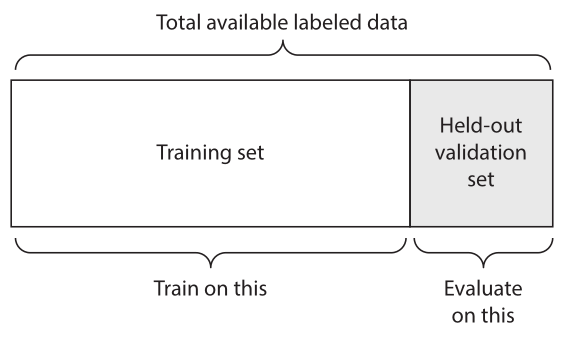 Total available labeled data
Training set
Held-out
validation
set
Train on this
Evaluate
on this